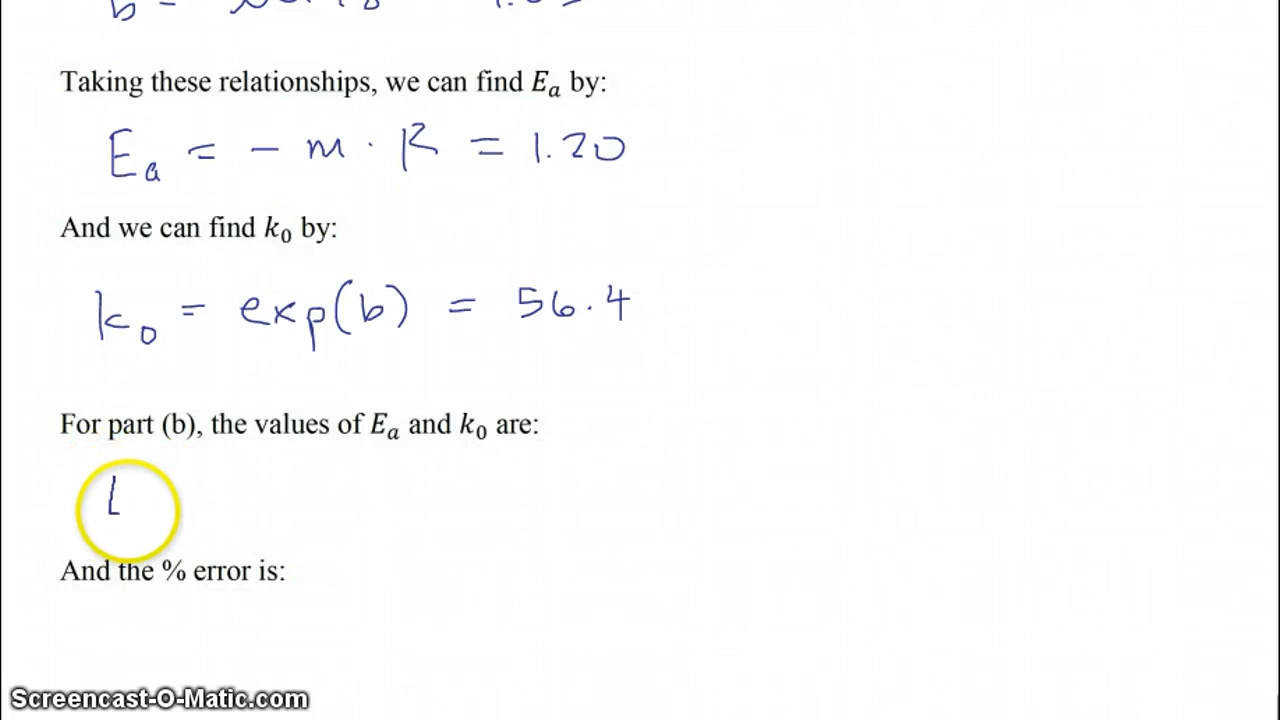 Taking these relationships, we can find Eₐ by:
Eₐ = - m · R = 1.20
And we can find k₀ by:
k₀ = exp(b) = 56.4
For part (b), the values of Eₐ and k₀ are:
And the % error is:
Screencast-O-Matic.com